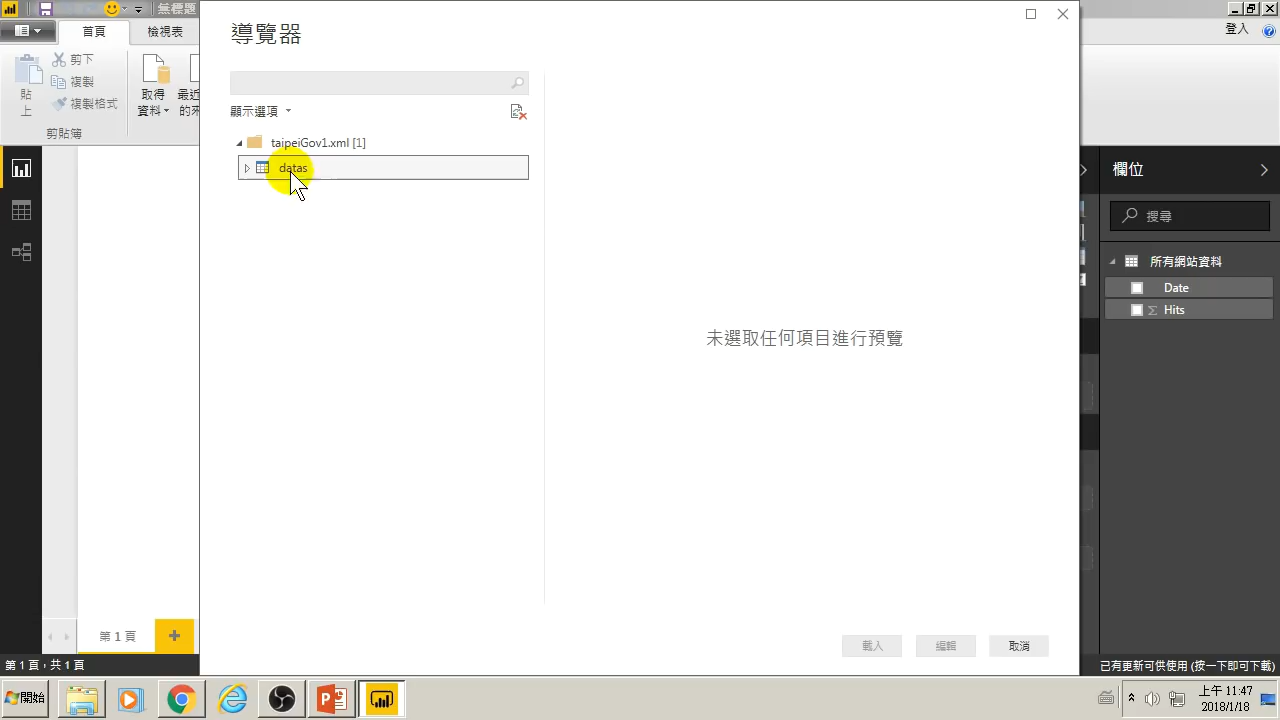 無標題
登入
首頁
檢視表
剪下
複製
複製格式
貼
上
取得
資料
最近
的來
剪貼簿
導覽器
顯示選項
taipeiGov1.xml [1]
datas
未選取任何項目進行預覽
載入
編輯
取消
欄位
搜尋
所有網站資料
Date
Σ Hits
第 1 頁
第 1 頁，共 1 頁
已有更新可供使用 (按一下即可下載)
開始
上午 11:47
2018/1/18